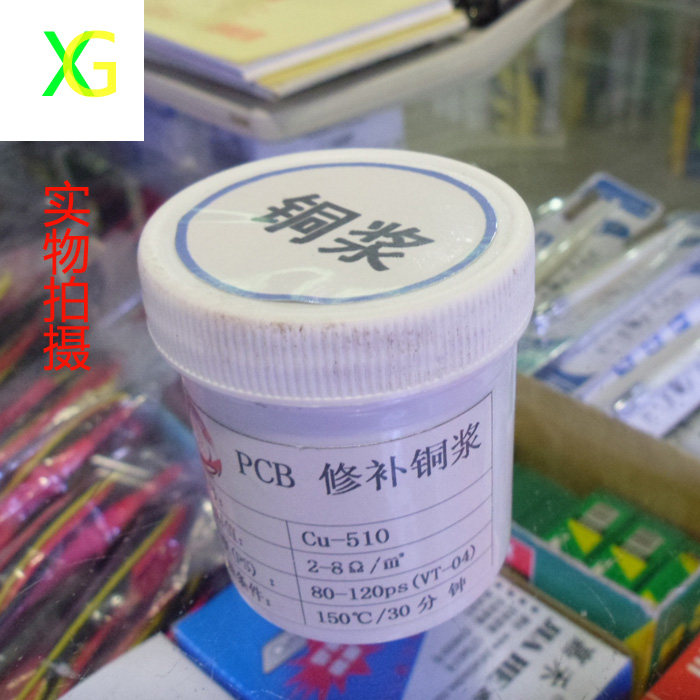 XG
实物拍摄
铜浆
PCB 修补铜浆
Cu-510
2-8Ω/m²
80-120ps(VT-04)
150℃/30分钟